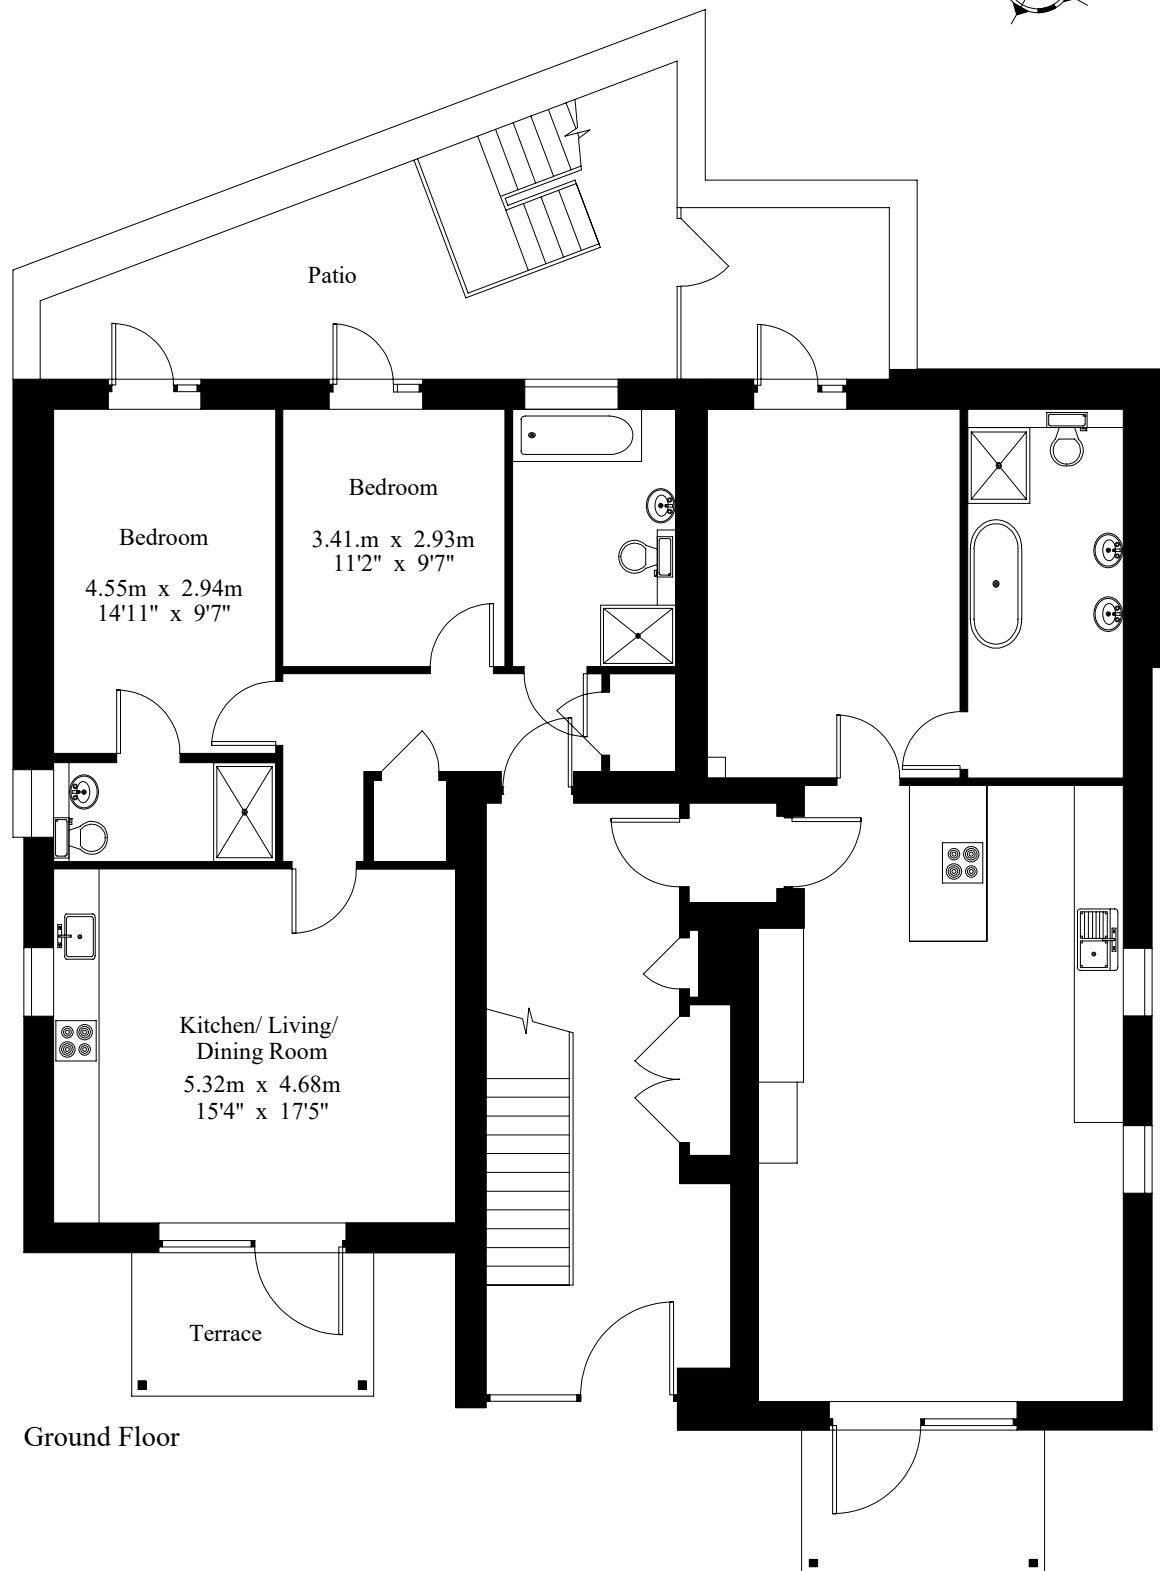 Patio
Bedroom
4.55m x 2.94m
14'11" x 9'7"
Bedroom
3.41.m x 2.93m
11'2" x 9'7"
Kitchen/ Living/
Dining Room
5.32m x 4.68m
15'4" x 17'5"
Terrace
Ground Floor